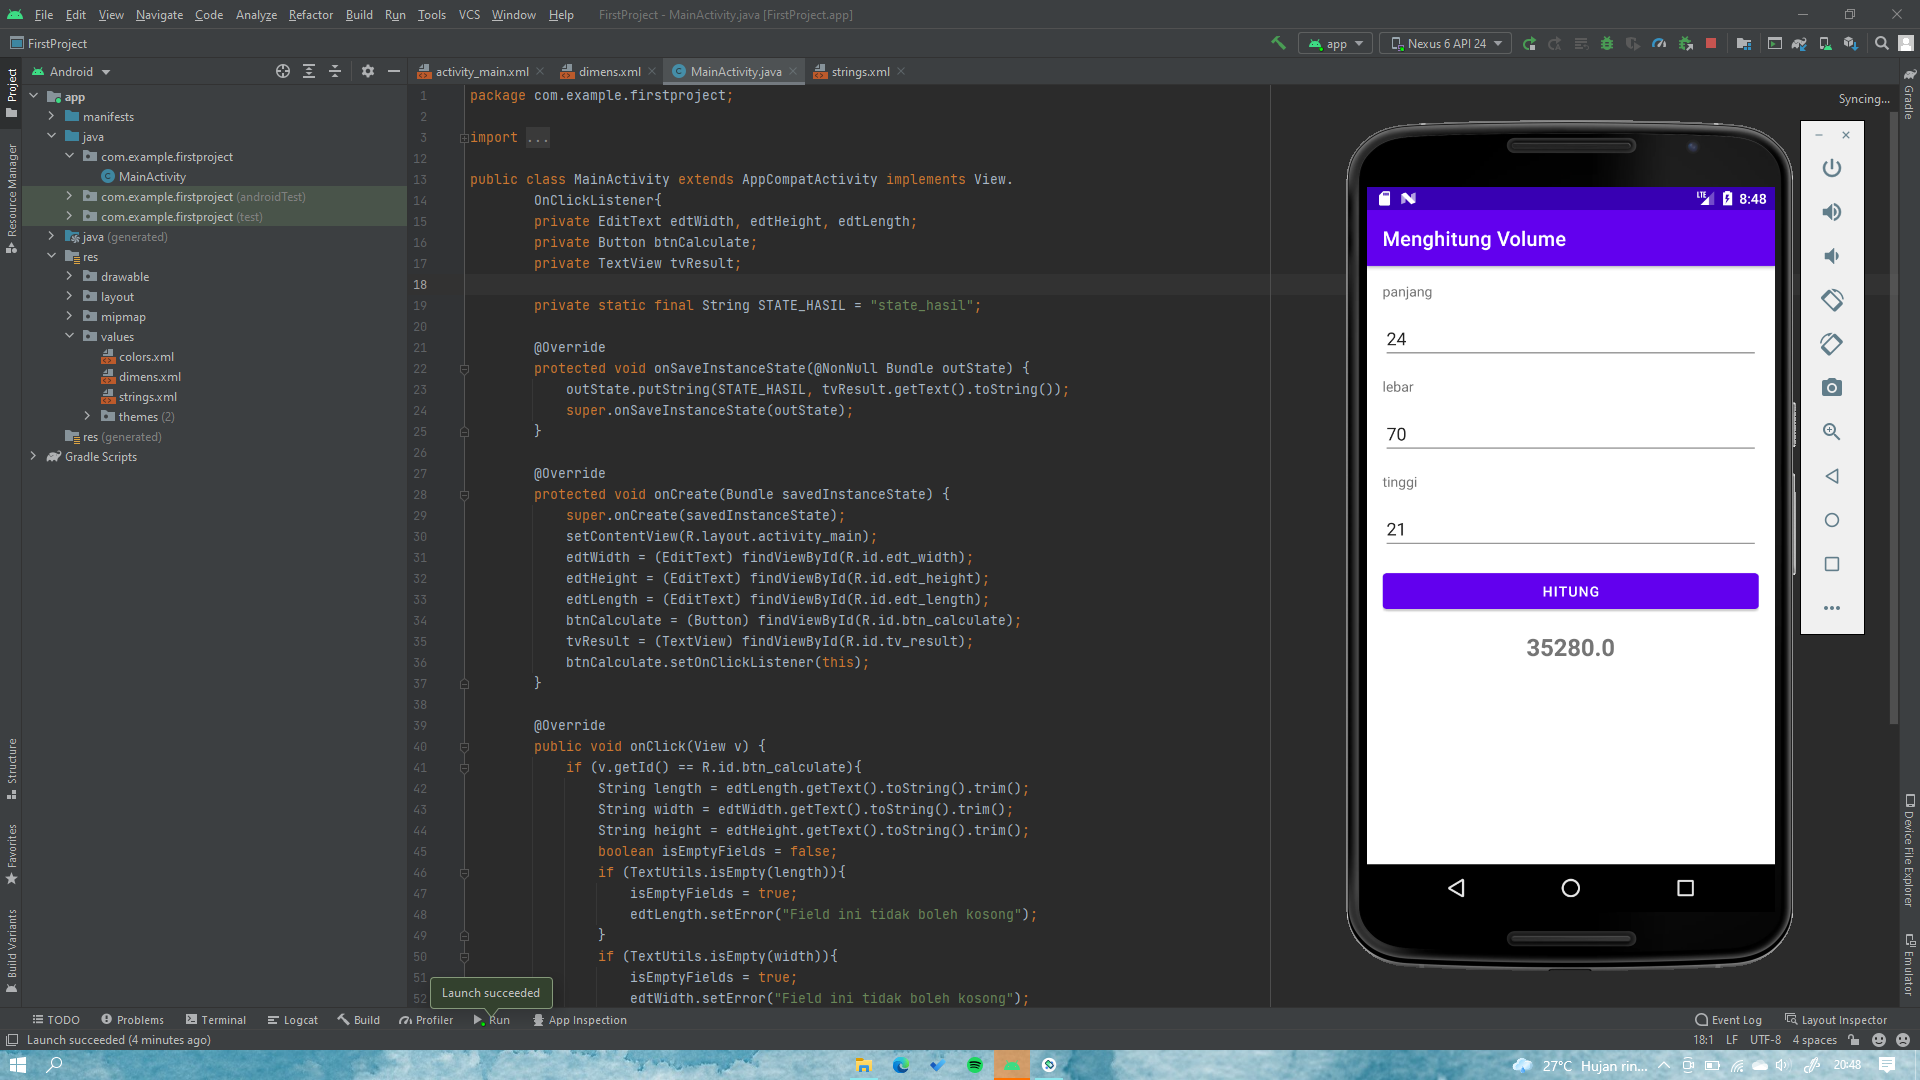 File Edit View Navigate Code Analyze Refactor Build Run Tools VCS Window Help FirstProject - MainActivity.java [FirstProject.app]
FirstProject app Nexus 6 API 24
Project
Resource Manager
Structure
Favorites
Build Variants
Android
app
manifests
java
com.example.firstproject
MainActivity
com.example.firstproject (androidTest)
com.example.firstproject (test)
java (generated)
res
drawable
layout
mipmap
values
colors.xml
dimens.xml
strings.xml
themes (2)
res (generated)
Gradle Scripts
activity_main.xml dimens.xml MainActivity.java strings.xml
1 package com.example.firstproject;
2
3 import ...
12
13 public class MainActivity extends AppCompatActivity implements View.
14 OnClickListener{
15 private EditText edtWidth, edtHeight, edtLength;
16 private Button btnCalculate;
17 private TextView tvResult;
18
19 private static final String STATE_HASIL = "state_hasil";
20
21 @Override
22 protected void onSaveInstanceState(@NonNull Bundle outState) {
23 outState.putString(STATE_HASIL, tvResult.getText().toString());
24 super.onSaveInstanceState(outState);
25 }
26
27 @Override
28 protected void onCreate(Bundle savedInstanceState) {
29 super.onCreate(savedInstanceState);
30 setContentView(R.layout.activity_main);
31 edtWidth = (EditText) findViewById(R.id.edt_width);
32 edtHeight = (EditText) findViewById(R.id.edt_height);
33 edtLength = (EditText) findViewById(R.id.edt_length);
34 btnCalculate = (Button) findViewById(R.id.btn_calculate);
35 tvResult = (TextView) findViewById(R.id.tv_result);
36 btnCalculate.setOnClickListener(this);
37 }
38
39 @Override
40 public void onClick(View v) {
41 if (v.getId() == R.id.btn_calculate){
42 String length = edtLength.getText().toString().trim();
43 String width = edtWidth.getText().toString().trim();
44 String height = edtHeight.getText().toString().trim();
45 boolean isEmptyFields = false;
46 if (TextUtils.isEmpty(length)){
47 isEmptyFields = true;
48 edtLength.setError("Field ini tidak boleh kosong");
49 }
50 if (TextUtils.isEmpty(width)){
51 isEmptyFields = true;
52 edtWidth.setError("Field ini tidak boleh kosong");
Launch succeeded
Syncing...
LTE 8:48
Menghitung Volume
panjang
24
lebar
70
tinggi
21
HITUNG
35280.0
Gradle
Device File Explorer
Emulator
TODO Problems Terminal Logcat Build Profiler Run App Inspection Event Log Layout Inspector
Launch succeeded (4 minutes ago) 18:1 LF UTF-8 4 spaces
27°C Hujan rin... 20:48